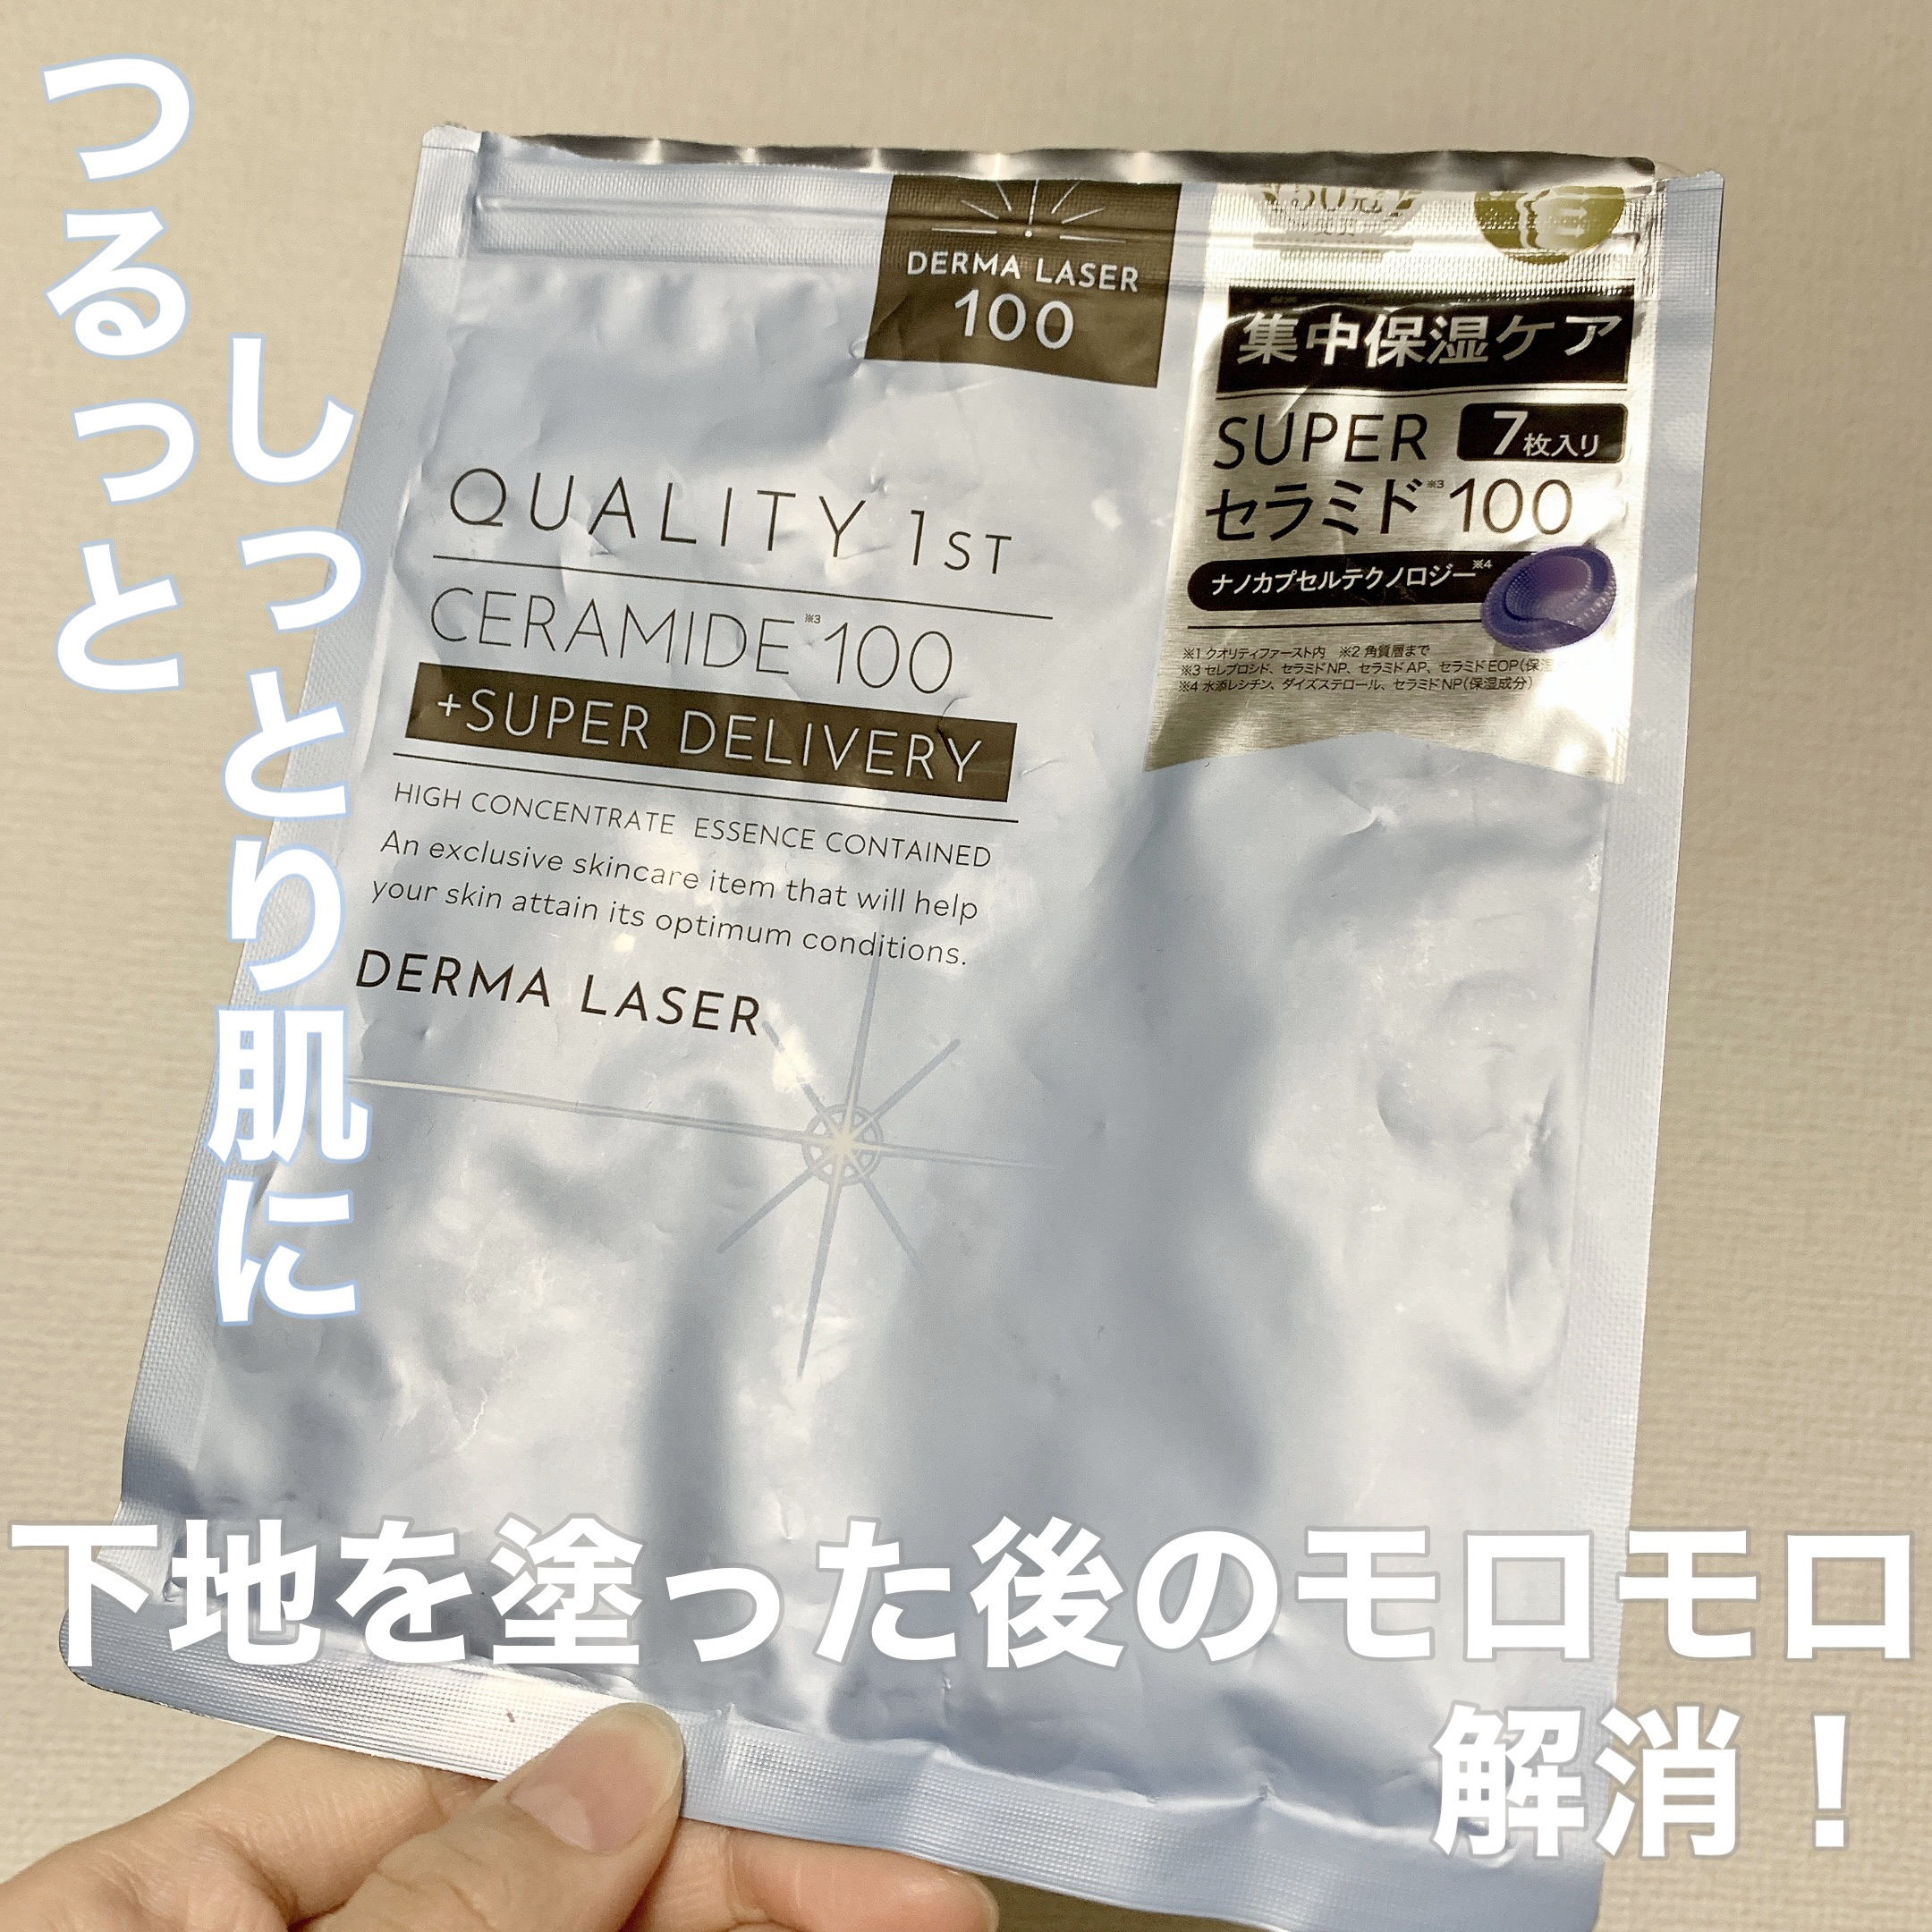 つるっと
しっとり肌に
DERMA LASER
100
集中保湿ケア
SUPER 7枚入り
セラミド※3 100
ナノカプセルテクノロジー※4
※1 クオリティファースト内 ※2 角質層まで
※3 セレブロシド、セラミドNP、セラミドAP、セラミドEOP(保湿
※4 水添レシチン、ダイズステロール、セラミドNP(保湿成分)
QUALITY 1ST
CERAMIDE※3 100
+SUPER DELIVERY
HIGH CONCENTRATE ESSENCE CONTAINED
An exclusive skincare item that will help
your skin attain its optimum conditions.
DERMA LASER
下地を塗った後のモロモロ
解消！